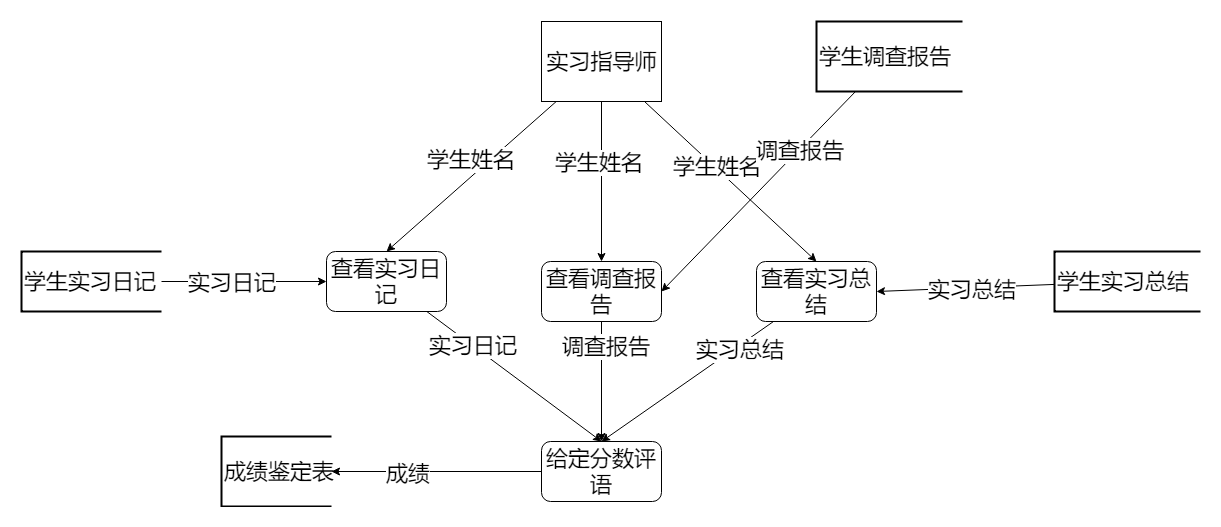 实习指导师
学生调查报告
学生姓名
学生姓名
学生姓名
调查报告
学生实习日记
实习日记
查看实习日
记
查看调查报
告
查看实习总
结
实习总结
学生实习总结
实习日记
调查报告
实习总结
成绩鉴定表
成绩
给定分数评
语